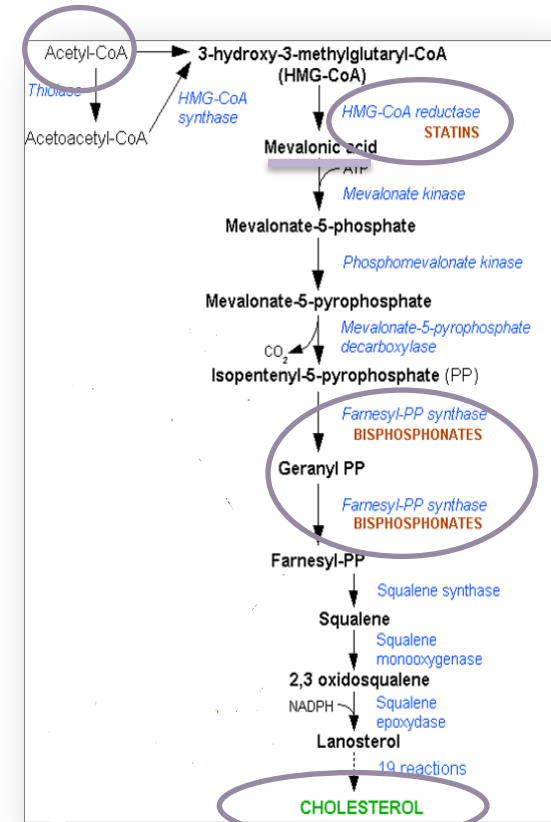 Acetyl-CoA
3-hydroxy-3-methylglutaryl-CoA
(HMG-CoA)
Thiolase
HMG-CoA
synthase
Acetoacetyl-CoA
HMG-CoA reductase
STATINS
Mevalonic acid
ATP
Mevalonate kinase
Mevalonate-5-phosphate
Phosphomevalonate kinase
Mevalonate-5-pyrophosphate
Mevalonate-5-pyrophosphate
decarboxylase
CO2
Isopentenyl-5-pyrophosphate (PP)
Farnesyl-PP synthase
BISPHOSPHONATES
Geranyl PP
Farnesyl-PP synthase
BISPHOSPHONATES
Farnesyl-PP
Squalene synthase
Squalene
Squalene
monooxygenase
2,3 oxidosqualene
NADPH
Squalene
epoxydase
Lanosterol
19 reactions
CHOLESTEROL